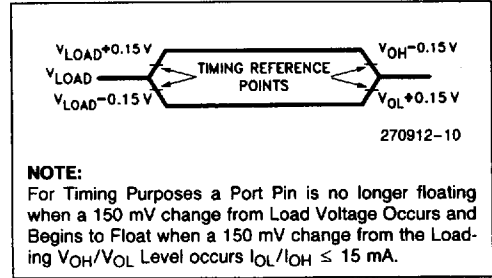 VLOAD+0.15 V
VOH−0.15 V
VLOAD
TIMING REFERENCE
POINTS
VLOAD−0.15 V
VOL+0.15 V
270912–10
NOTE:
For Timing Purposes a Port Pin is no longer floating
when a 150 mV change from Load Voltage Occurs and
Begins to Float when a 150 mV change from the Load-
ing VOH/VOL Level occurs IOL/IOH ≤ 15 mA.